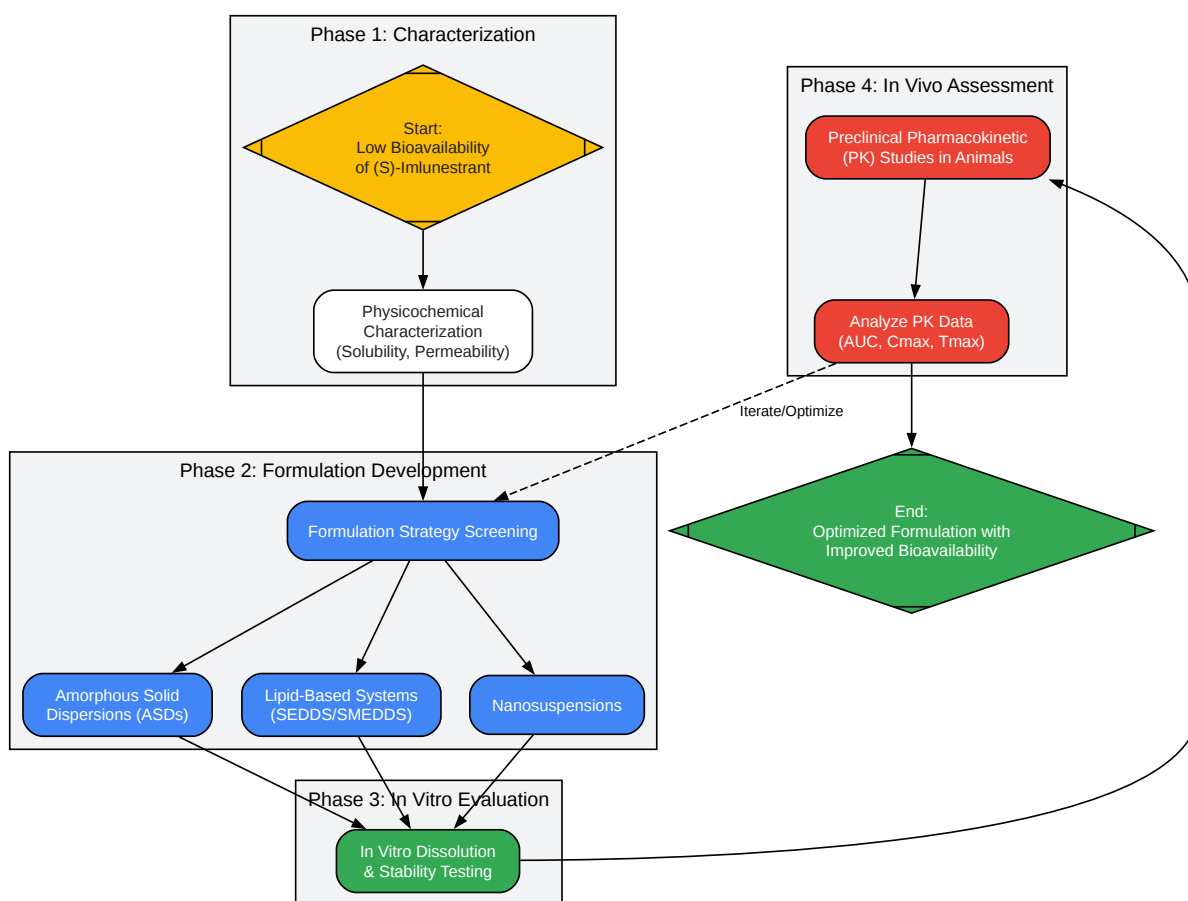 Phase 1: Characterization
Start:
Low Bioavailability
of (S)-Imlunestrant
Physicochemical
Characterization
(Solubility, Permeability)
Phase 4: In Vivo Assessment
Preclinical Pharmacokinetic
(PK) Studies in Animals
Analyze PK Data
(AUC, Cmax, Tmax)
Iterate/Optimize
Phase 2: Formulation Development
Formulation Strategy Screening
End:
Optimized Formulation with
Improved Bioavailability
Amorphous Solid
Dispersions (ASDs)
Lipid-Based Systems
(SEDDS/SMEDDS)
Nanosuspensions
Phase 3: In Vitro Evaluation
In Vitro Dissolution
& Stability Testing